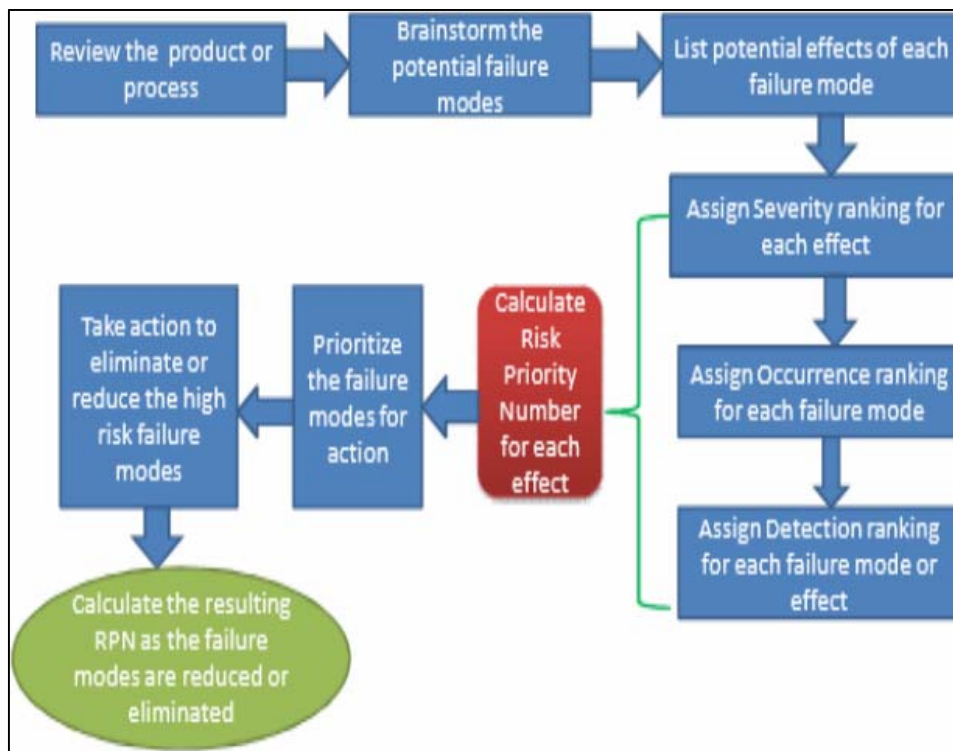 Review the product or
process
Brainstorm the
potential failure
modes
List potential effects of each
failure mode
Assign Severity ranking for
each effect
Assign Occurrence ranking
for each failure mode
Assign Detection ranking
for each failure mode or
effect
Calculate
Risk
Priority
Number
for each
effect
Prioritize
the failure
modes for
action
Take action to
eliminate or
reduce the high
risk failure
modes
Calculate the resulting
RPN as the failure
modes are reduced or
eliminated